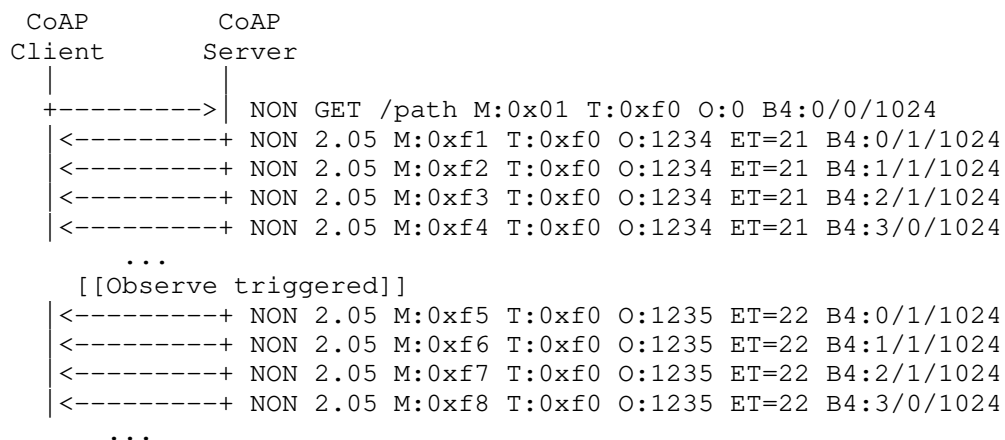 CoAP        CoAP
Client      Server
  |          |
  +--------->| NON GET /path M:0x01 T:0xf0 O:0 B4:0/0/1024
  |<---------+ NON 2.05 M:0xf1 T:0xf0 O:1234 ET=21 B4:0/1/1024
  |<---------+ NON 2.05 M:0xf2 T:0xf0 O:1234 ET=21 B4:1/1/1024
  |<---------+ NON 2.05 M:0xf3 T:0xf0 O:1234 ET=21 B4:2/1/1024
  |<---------+ NON 2.05 M:0xf4 T:0xf0 O:1234 ET=21 B4:3/0/1024
      ...
   [[Observe triggered]]
  |<---------+ NON 2.05 M:0xf5 T:0xf0 O:1235 ET=22 B4:0/1/1024
  |<---------+ NON 2.05 M:0xf6 T:0xf0 O:1235 ET=22 B4:1/1/1024
  |<---------+ NON 2.05 M:0xf7 T:0xf0 O:1235 ET=22 B4:2/1/1024
  |<---------+ NON 2.05 M:0xf8 T:0xf0 O:1235 ET=22 B4:3/0/1024
     ...